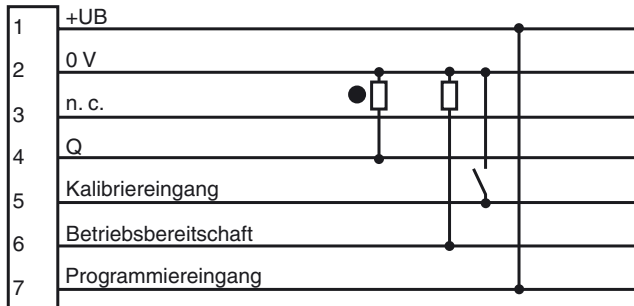 1 +UB
2 0 V
3 n. c.
4 Q
5 Kalibriereingang
6 Betriebsbereitschaft
7 Programmiereingang